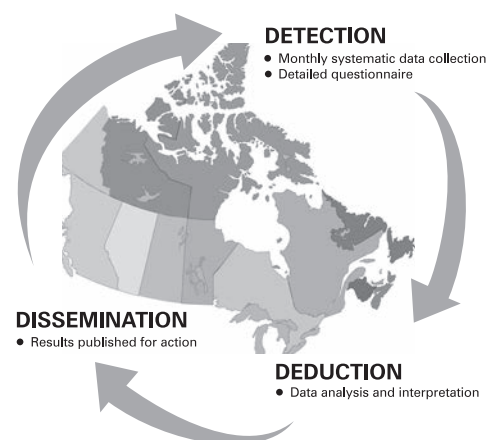 DETECTION
● Monthly systematic data collection
● Detailed questionnaire
DISSEMINATION
● Results published for action
DEDUCTION
● Data analysis and interpretation